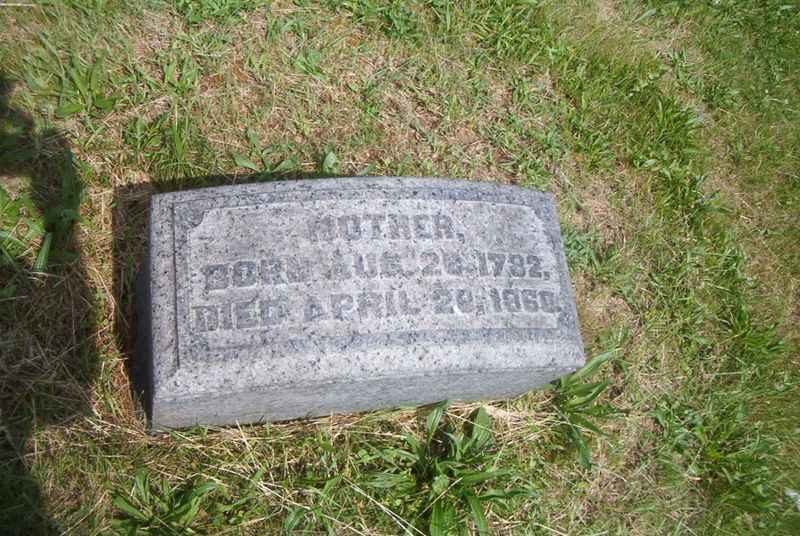 MOTHER,
BORN AUG. 26, 1792,
DIED APRIL 20, 1860.